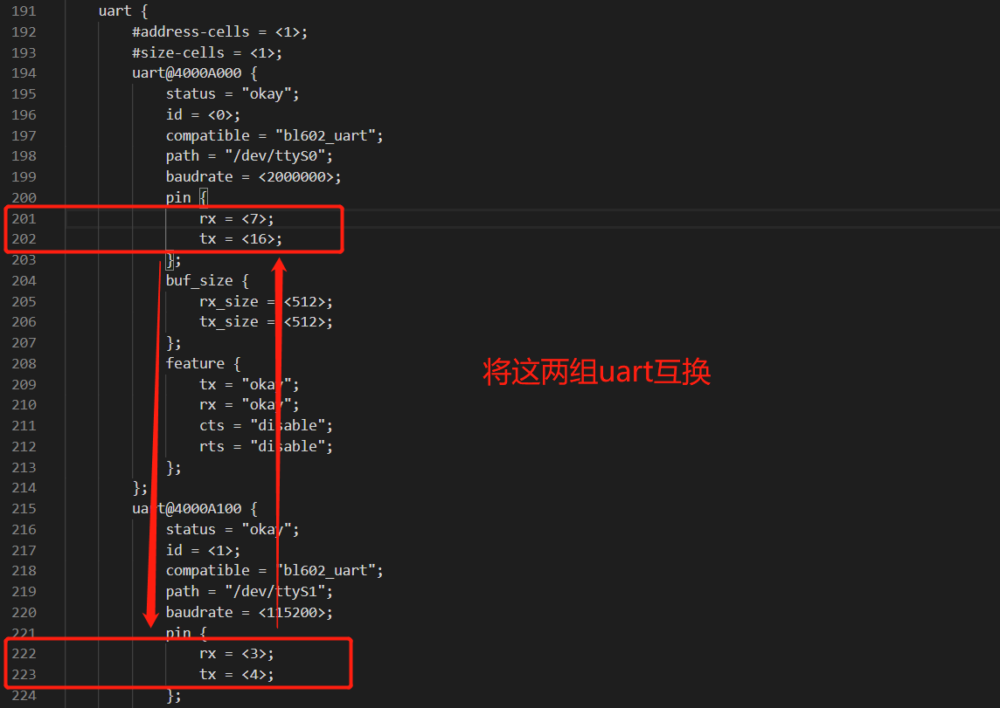 191 uart {
192 #address-cells = <1>;
193 #size-cells = <1>;
194 uart@4000A000 {
195 status = "okay";
196 id = <0>;
197 compatible = "bl602_uart";
198 path = "/dev/ttyS0";
199 baudrate = <2000000>;
200 pin {
201 rx = <7>;
202 tx = <16>;
203 };
204 buf_size {
205 rx_size = <512>;
206 tx_size = <512>;
207 };
208 feature {
209 tx = "okay";
210 rx = "okay";
211 cts = "disable";
212 rts = "disable";
213 };
214 };
215 uart@4000A100 {
216 status = "okay";
217 id = <1>;
218 compatible = "bl602_uart";
219 path = "/dev/ttyS1";
220 baudrate = <115200>;
221 pin {
222 rx = <3>;
223 tx = <4>;
224 };
将这两组uart互换